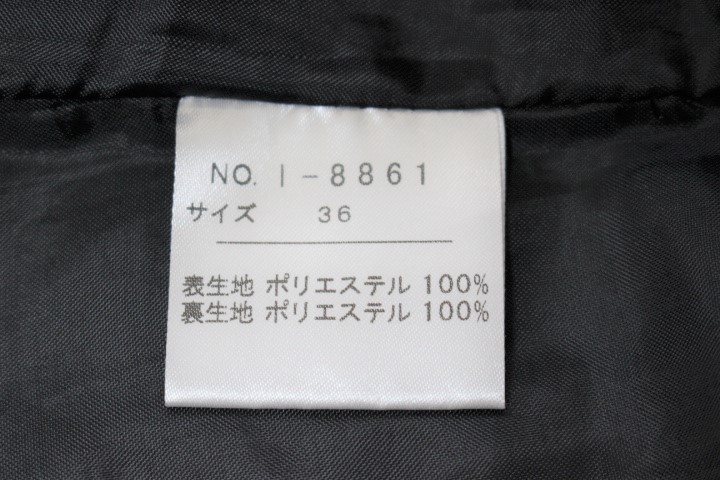 NO. I-8861
サイズ 36
表生地 ポリエステル 100%
裏生地 ポリエステル 100%